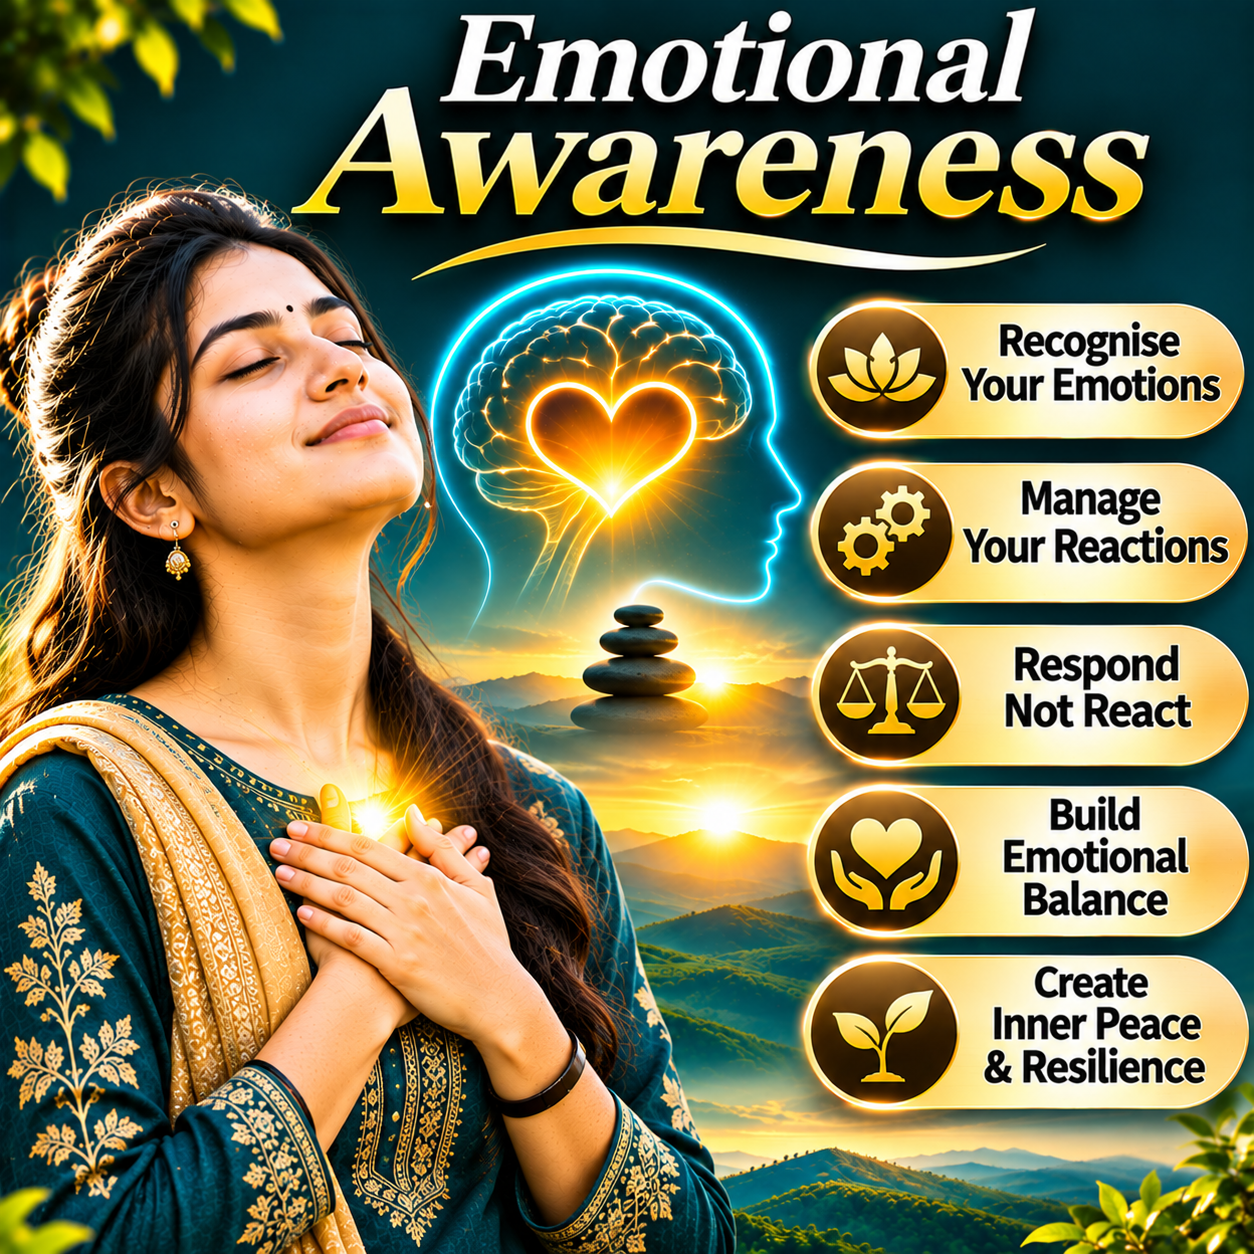 Emotional
Awareness
Recognise
Your Emotions
Manage
Your Reactions
Respond
Not React
Build
Emotional
Balance
Create
Inner Peace
& Resilience